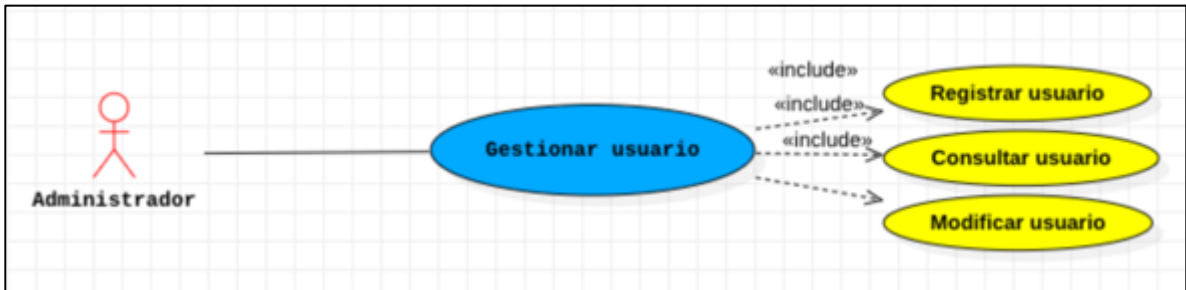 «include»
Registrar usuario
«include»
Gestionar usuario
«include»
Consultar usuario
Administrador
Modificar usuario